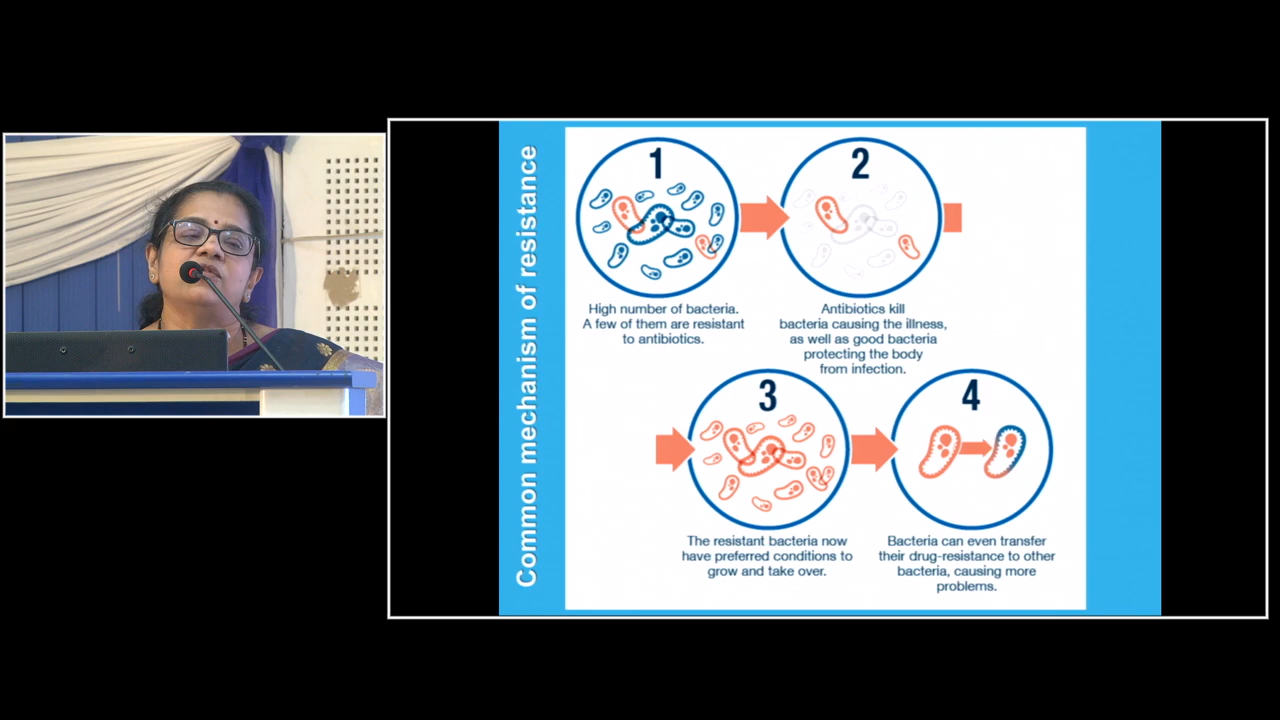 Common mechanism of resistance
1
High number of bacteria.
A few of them are resistant
to antibiotics.
2
Antibiotics kill
bacteria causing the illness,
as well as good bacteria
protecting the body
from infection.
3
The resistant bacteria now
have preferred conditions to
grow and take over.
4
Bacteria can even transfer
their drug-resistance to other
bacteria, causing more
problems.